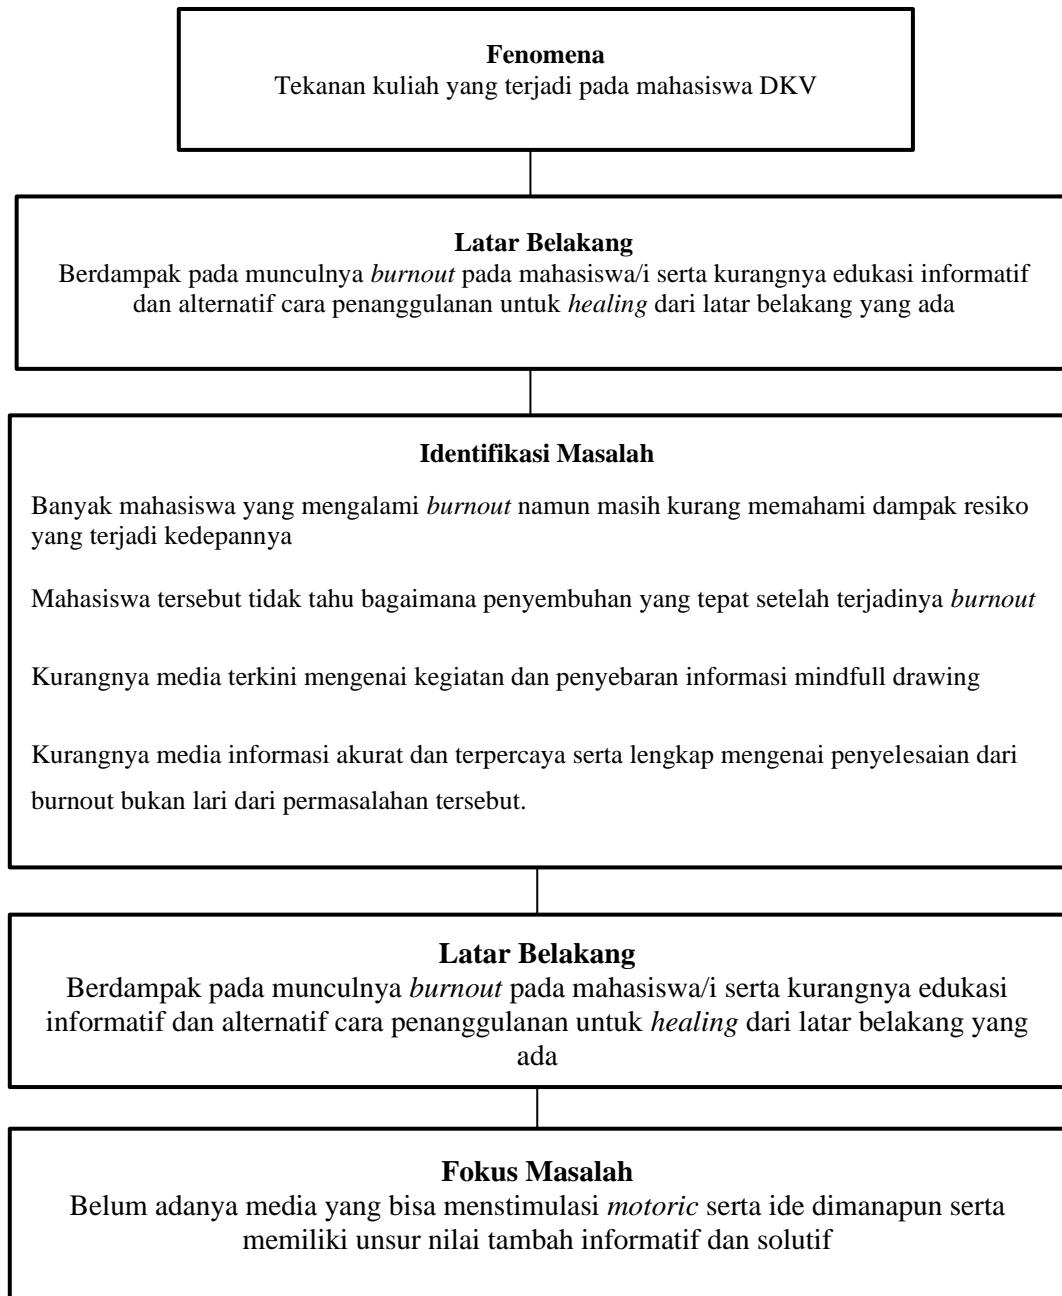 Fenomena
Tekanan kuliah yang terjadi pada mahasiswa DKV
Latar Belakang
Berdampak pada munculnya burnout pada mahasiswa/i serta kurangnya edukasi informatif
dan alternatif cara penanggulangan untuk healing dari latar belakang yang ada
Identifikasi Masalah
Banyak mahasiswa yang mengalami burnout namun masih kurang memahami dampak resiko
yang terjadi kedepannya
Mahasiswa tersebut tidak tahu bagaimana penyembuhan yang tepat setelah terjadinya burnout
Kurangnya media terkini mengenai kegiatan dan penyebaran informasi mindfull drawing
Kurangnya media informasi akurat dan terpercaya serta lengkap mengenai penyelesaian dari
burnout bukan lari dari permasalahan tersebut.
Latar Belakang
Berdampak pada munculnya burnout pada mahasiswa/i serta kurangnya edukasi
informatif dan alternatif cara penanggulangan untuk healing dari latar belakang yang
ada
Fokus Masalah
Belum adanya media yang bisa menstimulasi motoric serta ide dimanapun serta
memiliki unsur nilai tambah informatif dan solutif